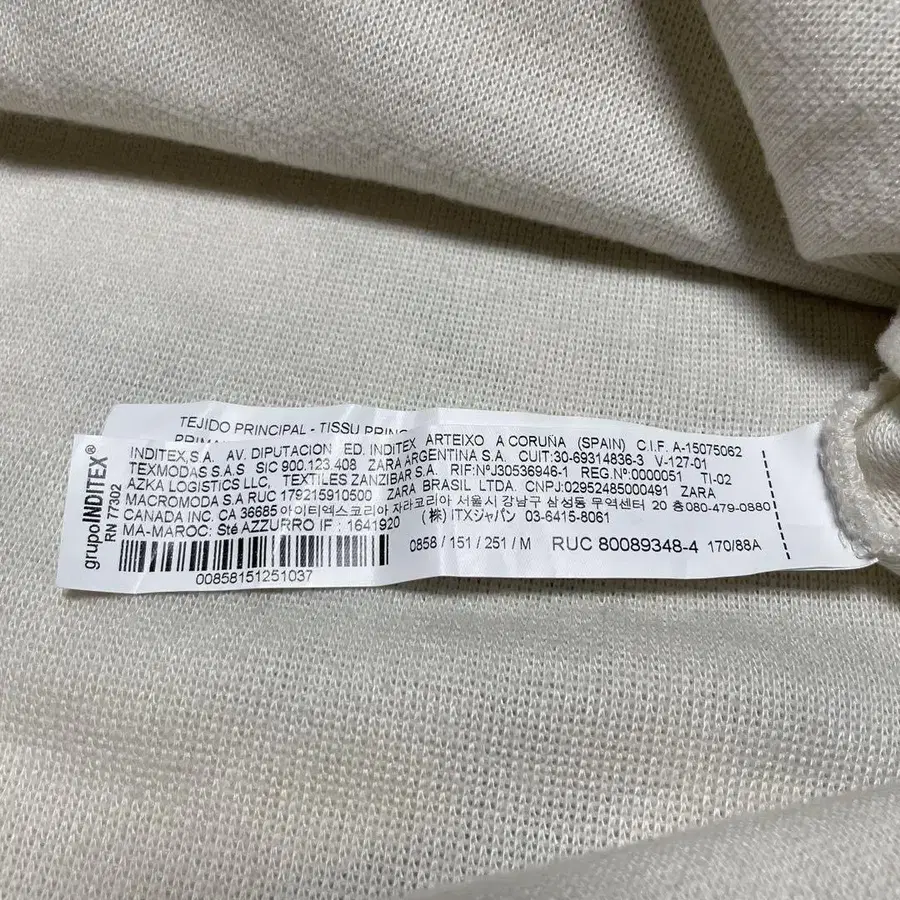 TEJIDO PRINCIPAL - TISSU PRINC
grupoINDITEX®
RN 77302
INDITEX,S.A. AV. DIPUTACION ED. INDITEX ARTEIXO A CORUÑA (SPAIN) C.I.F. A-15075062
TEXMODAS S.A.S SIC 900.123.408 ZARA ARGENTINA S.A. CUIT:30-69314836-3 V-127-01
AZKA LOGISTICS LLC, TEXTILES ZANZIBAR S.A. RIF:NºJ30536946-1 REG.Nº:0000051 TI-02
MACROMODA S.A RUC 179215910500 ZARA BRASIL LTDA. CNPJ:02952485000491 ZARA
CANADA INC. CA 36685 아이티엑스코리아 자라코리아 서울시 강남구 삼성동 무역센터 20 층080-479-0880
MA-MAROC: Sté AZZURRO IF : 1641920 (株) ITXジャパン 03-6415-8061
0858 / 151 / 251 / M RUC 80089348-4 170/88A
00858151251037